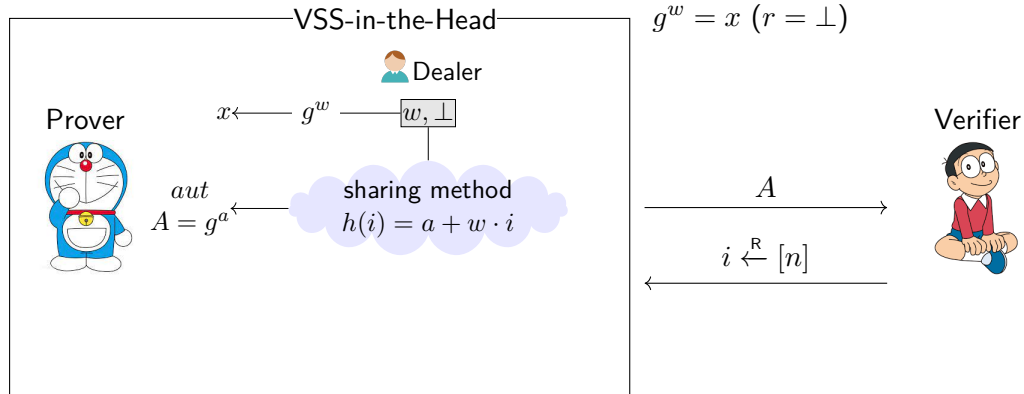 VSS-in-the-Head
g^w = x (r = ⊥)
Dealer
x ← g^w — w, ⊥
Prover
Verifier
sharing method
h(i) = a + w · i
aut
A = g^a
A
i ←^R [n]